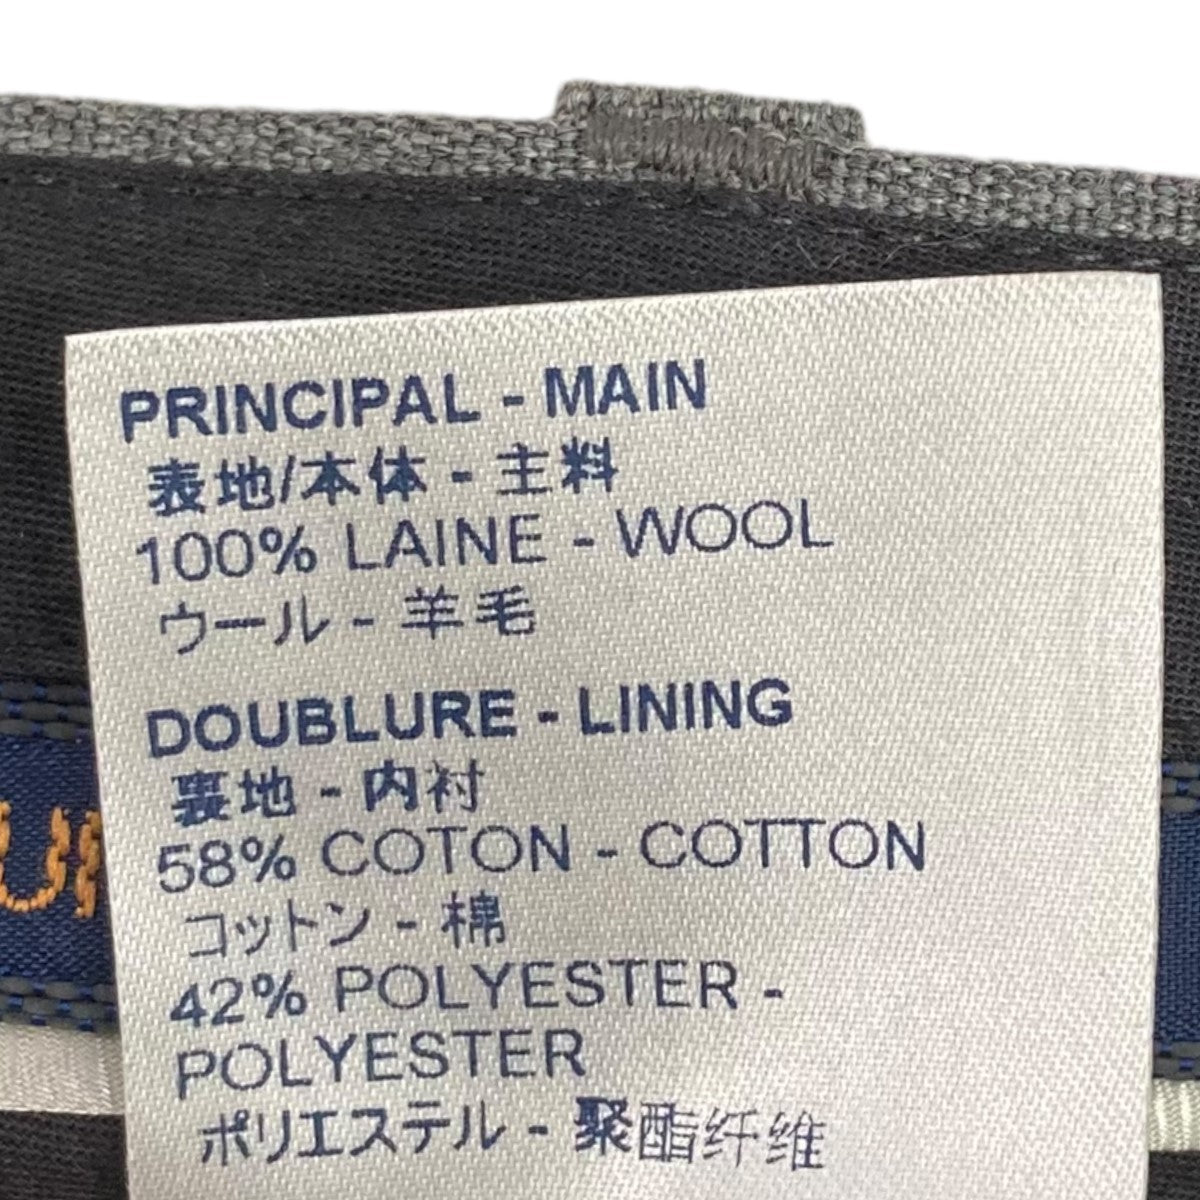 PRINCIPAL - MAIN
表地/本体 - 主料
100% LAINE - WOOL
ウール - 羊毛
DOUBLURE - LINING
裏地 - 内衬
58% COTON - COTTON
コットン - 棉
42% POLYESTER -
POLYESTER
ポリエステル - 聚酯纤维